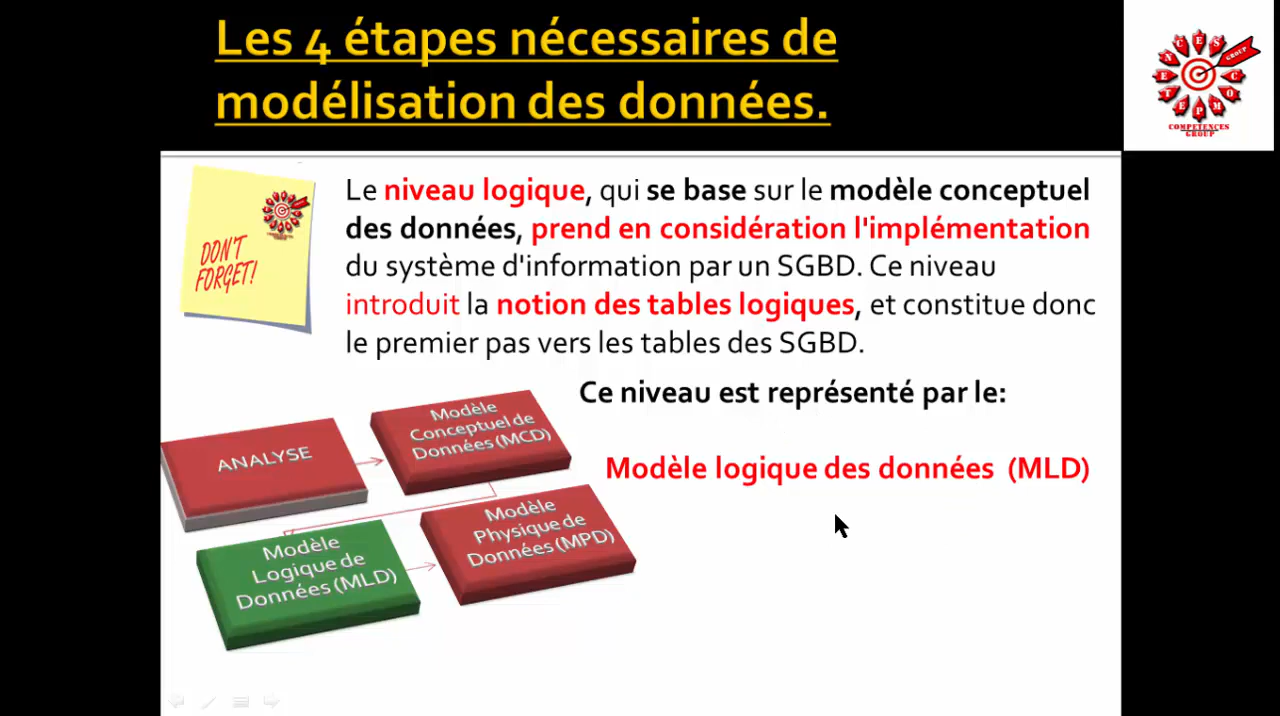 Les 4 étapes nécessaires de
modélisation des données.
COMPETENCES
GROUP
COMPETENCES
GROUP
DON'T
FORGET!
Le niveau logique, qui se base sur le modèle conceptuel
des données, prend en considération l'implémentation
du système d'information par un SGBD. Ce niveau
introduit la notion des tables logiques, et constitue donc
le premier pas vers les tables des SGBD.
Ce niveau est représenté par le:
Modèle logique des données (MLD)
ANALYSE
Modèle
Conceptuel de
Données (MCD)
Modèle
Logique de
Données (MLD)
Modèle
Physique de
Données (MPD)